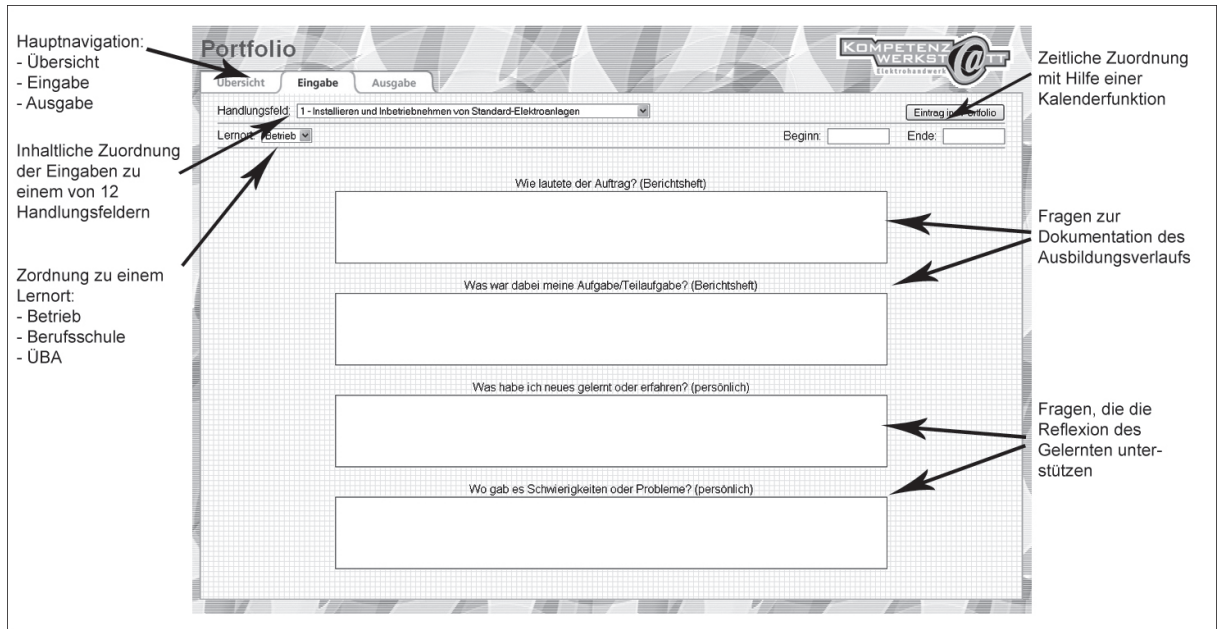 Hauptnavigation:
- Übersicht
- Eingabe
- Ausgabe
Inhaltliche Zuordnung
der Eingaben zu
einem von 12
Handlungsfeldern
Zordnung zu einem
Lernort:
- Betrieb
- Berufsschule
- ÜBA
Portfolio
KOMPETENZ
WERKST@TT
Elektrohandwerk
Übersicht Eingabe Ausgabe
Handlungsfeld: 1 - Installieren und Inbetriebnehmen von Standard-Elektroanlagen
Eintrag ins Portfolio
Lernort: Betrieb
Beginn: Ende:
Wie lautete der Auftrag? (Berichtsheft)
Was war dabei meine Aufgabe/Teilaufgabe? (Berichtsheft)
Was habe ich neues gelernt oder erfahren? (persönlich)
Wo gab es Schwierigkeiten oder Probleme? (persönlich)
Zeitliche Zuordnung
mit Hilfe einer
Kalenderfunktion
Fragen zur
Dokumentation des
Ausbildungsverlaufs
Fragen, die die
Reflexion des
Gelernten unter-
stützen